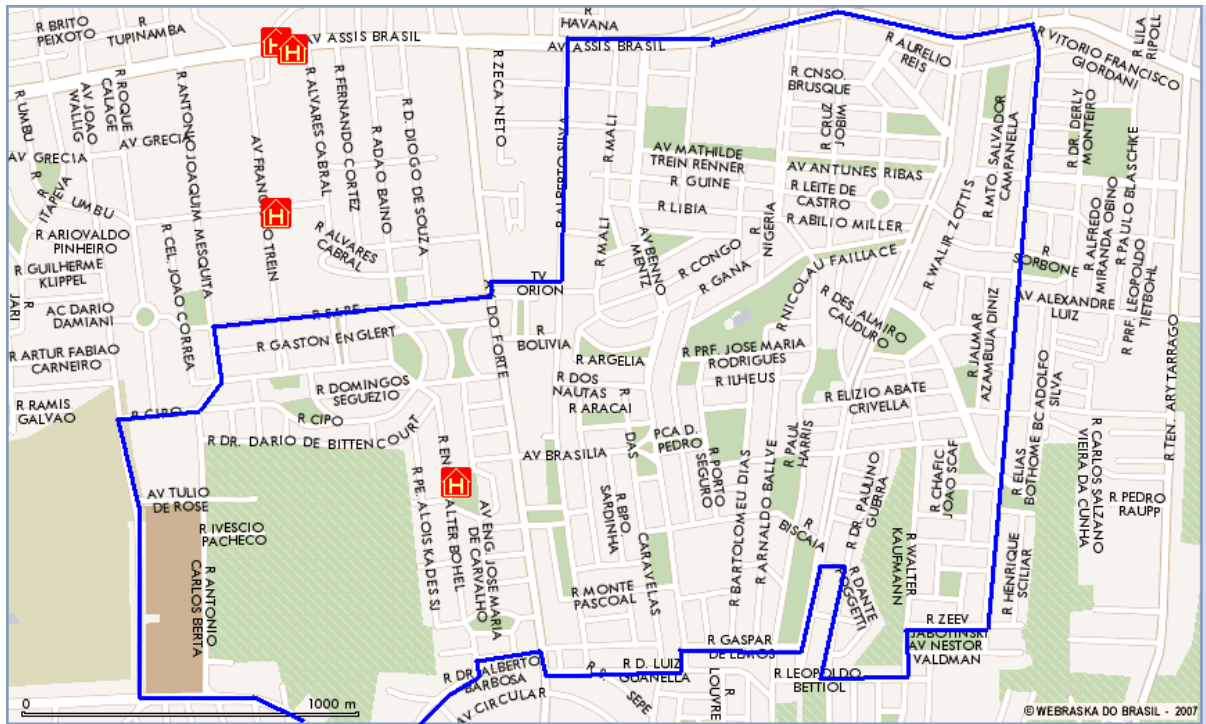 R BRITO
PEIXOTO
R
TUPINAMBA
AV ASSIS BRASIL
R
HAVANA
AV ASSIS BRASIL
R AURELIO
REIS
R VITORIO FRANCISCO
GIORDANI
R LILA
RIPOLL
R UMBU
AV JOAO
WALLIG
R ROQUE
CALAGE
R ANTONIO JOAQUIM MESQUITA
R ALVARES CABRAL
R FERNANDO CORTEZ
R ADAO BAINO
R.D. DIOGO DE SOUZA
R ZECA NETO
R ALBERTO SILVA
R MALI
R CNSO.
BRUSQUE
R CRUZ
JOBIM
R MTO. SALVADOR
CAMPANELLA
R DR. DERLY
MONTEIRO
AV GRECIA
AV GRECIA
AV MATHILDE
TREIN RENNER
R GUINE
R LIBIA
AV ANTUNES RIBAS
R LEITE DE
CASTRO
R ABILIO MILLER
R
ITAPEVA
R UMBU
R ARIOVALDO
PINHEIRO
R GUILHERME
KLIPPEL
R
JARI
R CEL. JOAO CORREA
R ALVARES
CABRAL
R MALI
AV BENNO
MENTZ
R CONGO
R GANA
R
NIGERIA
R NICOLAU FAILLACE
R WALIR ZOTTIS
R
SORBONE
R ALFREDO
MIRANDA OBINO
R PAULO BLASCHKE
R PRF. LEOPOLDO
TIETBOHL
AC DARIO
DAMIANI
TV
ORION
AV DO FORTE
R DES. ALMIRO
CAUDURO
AV ALEXANDRE
LUIZ
R GASTON ENGLERT
R
BOLIVIA
R ARTUR FABIAO
CARNEIRO
R ARGELIA
R PRF. JOSE MARIA
RODRIGUES
R ILHEUS
R JALMAR
AZAMBUJA DINIZ
R DOMINGOS
SEGUEZIO
R DOS
NAUTAS
R ARACAI
R ELIZIO ABATE
CRIVELLA
R RAMIS
GALVAO
R CIPO
R CIPO
R DR. DARIO DE BITTENCOURT
AV BRASILIA
R
DAS
CARAVELAS
PCA D.
PEDRO
R PORTO
SEGURO
R BARTOLOMEU DIAS
R ARNALDO BALLVE
R PAUL
HARRIS
R ELIAS
BOTHOME
BC ADOLFO
SILVA
R CARLOS SALZANO
VIEIRA DA CUNHA
R TEN. ARY TARRAGO
AV TULIO
DE ROSE
R IVESCIO
PACHECO
R PE. ALOIS KADES SJ
AV ENG. JOSE MARIA
DE CARVALHO
R BPO.
SARDINHA
R
BISCAIA
R DR. PAULINO
GUERRA
R CHAFIC
JOAO SCAF
R PEDRO
RAUPP
R ANTONIO
CARLOS BERTA
R MONTE
PASCOAL
R DANTE
POGGETTI
R WALTER
KAUFMANN
R HENRIQUE
SCILIAR
R ZEEV
JABOTINSKI
AV NESTOR
VALDMAN
R GASPAR
DE LEMOS
R DR. ALBERTO
BARBOSA
AV CIRCULAR
R D. LUIZ
GUANELLA
SEPE
LOUVRE
R LEOPOLDO
BETTIOL
0
1000 m
© WEBRASKA DO BRASIL - 2007